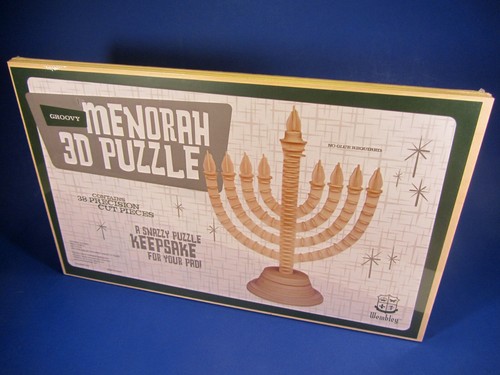 GROOVY
MENORAH
3D PUZZLE
NO GLUE REQUIRED
CONTAINS
38 PRECISION
CUT PIECES
A SWAZZY PUZZLE
KEEPSAKE
FOR YOUR PAD!
Wembley